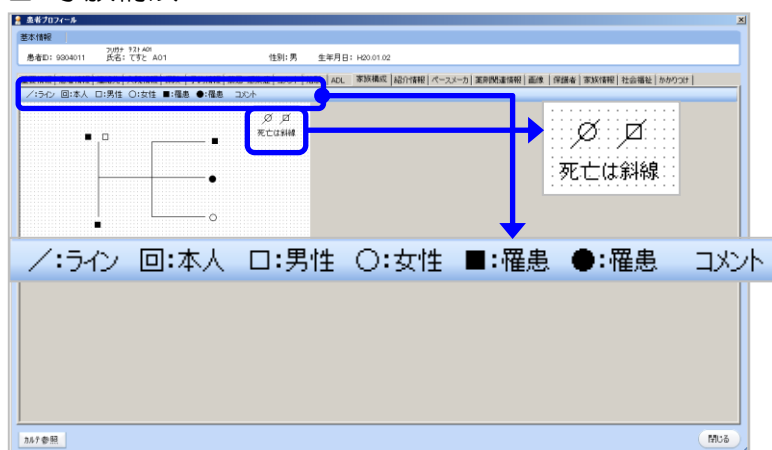 患者プロフィール
基本情報
患者ID: 9304011
フリガナ テスト A01
氏名: てすと A01
性別: 男
生年月日: H20.01.02
ADL 家族構成 紹介情報 ペースメーカ 薬剤関連情報 画像 保護者 家族情報 社会福祉 かかりつけ
/:ライン 回:本人 □:男性 ○:女性 ■:罹患 ●:罹患 コメント
死亡は斜線
死亡は斜線
/:ライン 回:本人 □:男性 ○:女性 ■:罹患 ●:罹患 コメント
カルテ参照
閉じる